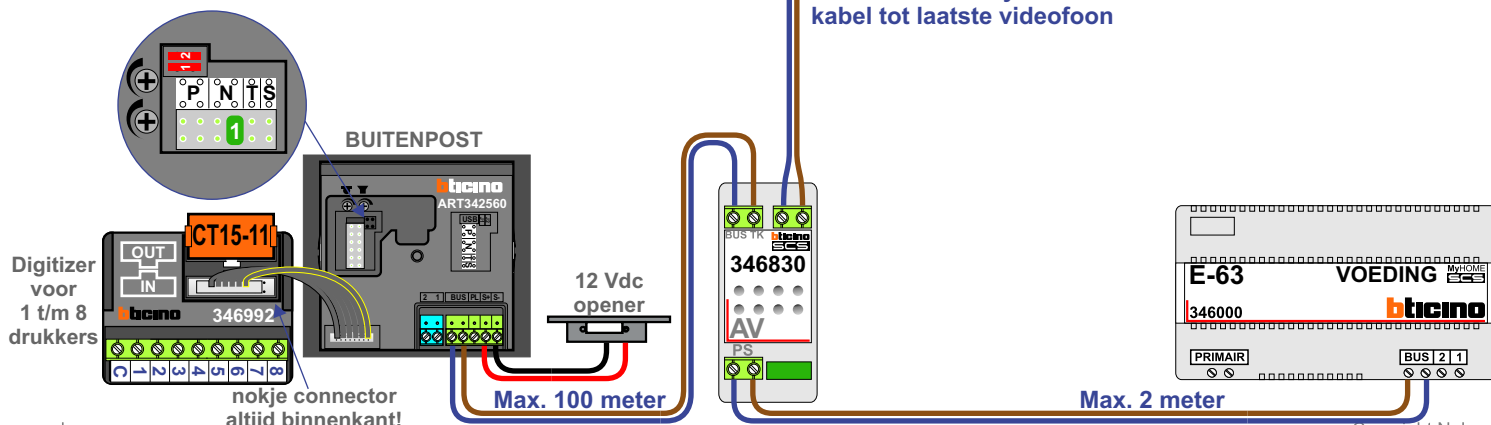 kabel tot laatste videofoon
2
1
P N T S
1
BUITENPOST
bticino
ART342560
USB
P N T S
2 1 BUS PL S+ S-
CT15-11
OUT
IN
bticino
346992
C 1 2 3 4 5 6 7 8
Digitizer
voor
1 t/m 8
drukkers
nokje connector
altijd binnenkant!
12 Vdc
opener
Max. 100 meter
BUS TK bticino
SCS
346830
AV
PS
Max. 2 meter
E-63 VOEDING MyHOME
SCS
346000 bticino
PRIMAIR BUS 2 1